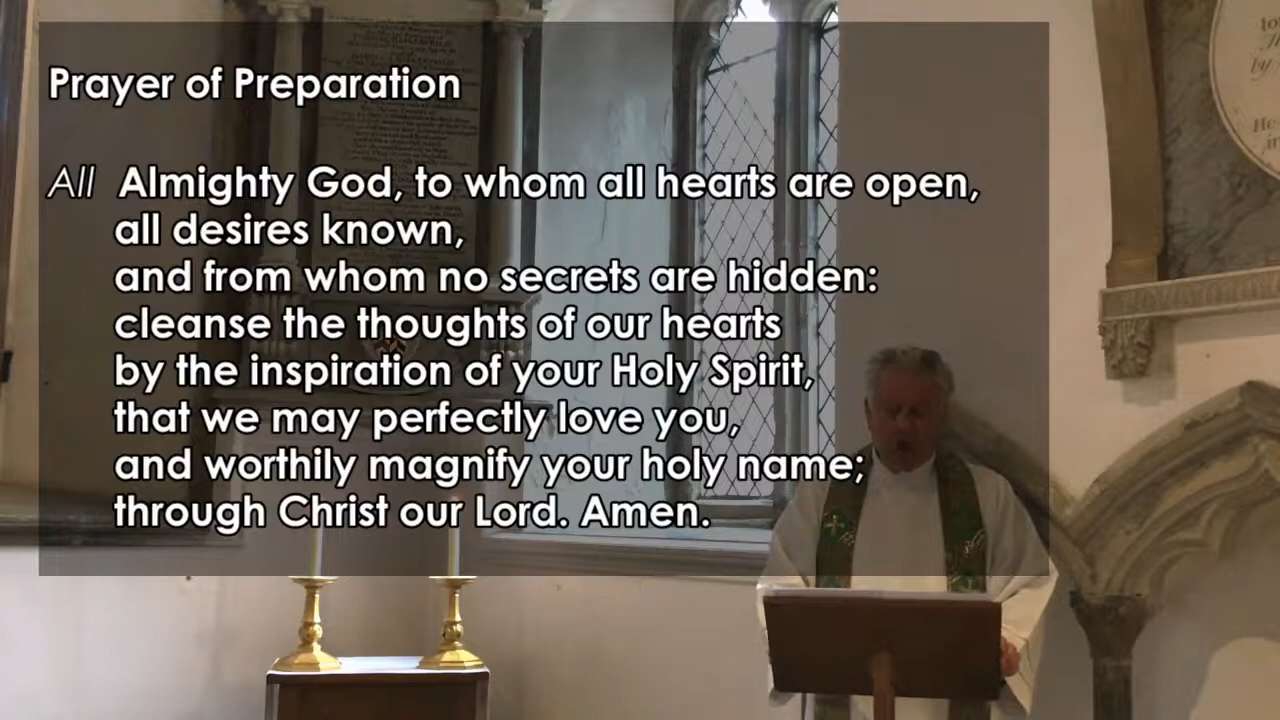 Prayer of Preparation
All Almighty God, to whom all hearts are open,
all desires known,
and from whom no secrets are hidden:
cleanse the thoughts of our hearts
by the inspiration of your Holy Spirit,
that we may perfectly love you,
and worthily magnify your holy name;
through Christ our Lord. Amen.
by
He